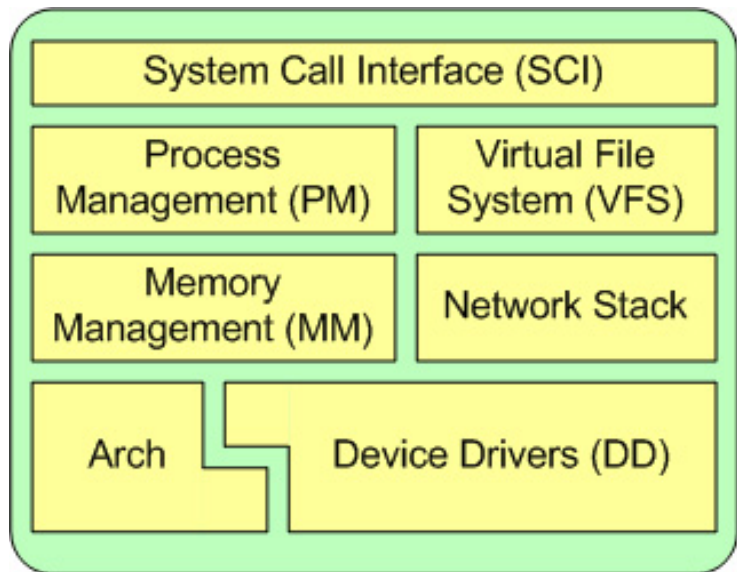 System Call Interface (SCI)
Process
Management (PM)
Virtual File
System (VFS)
Memory
Management (MM)
Network Stack
Arch
Device Drivers (DD)